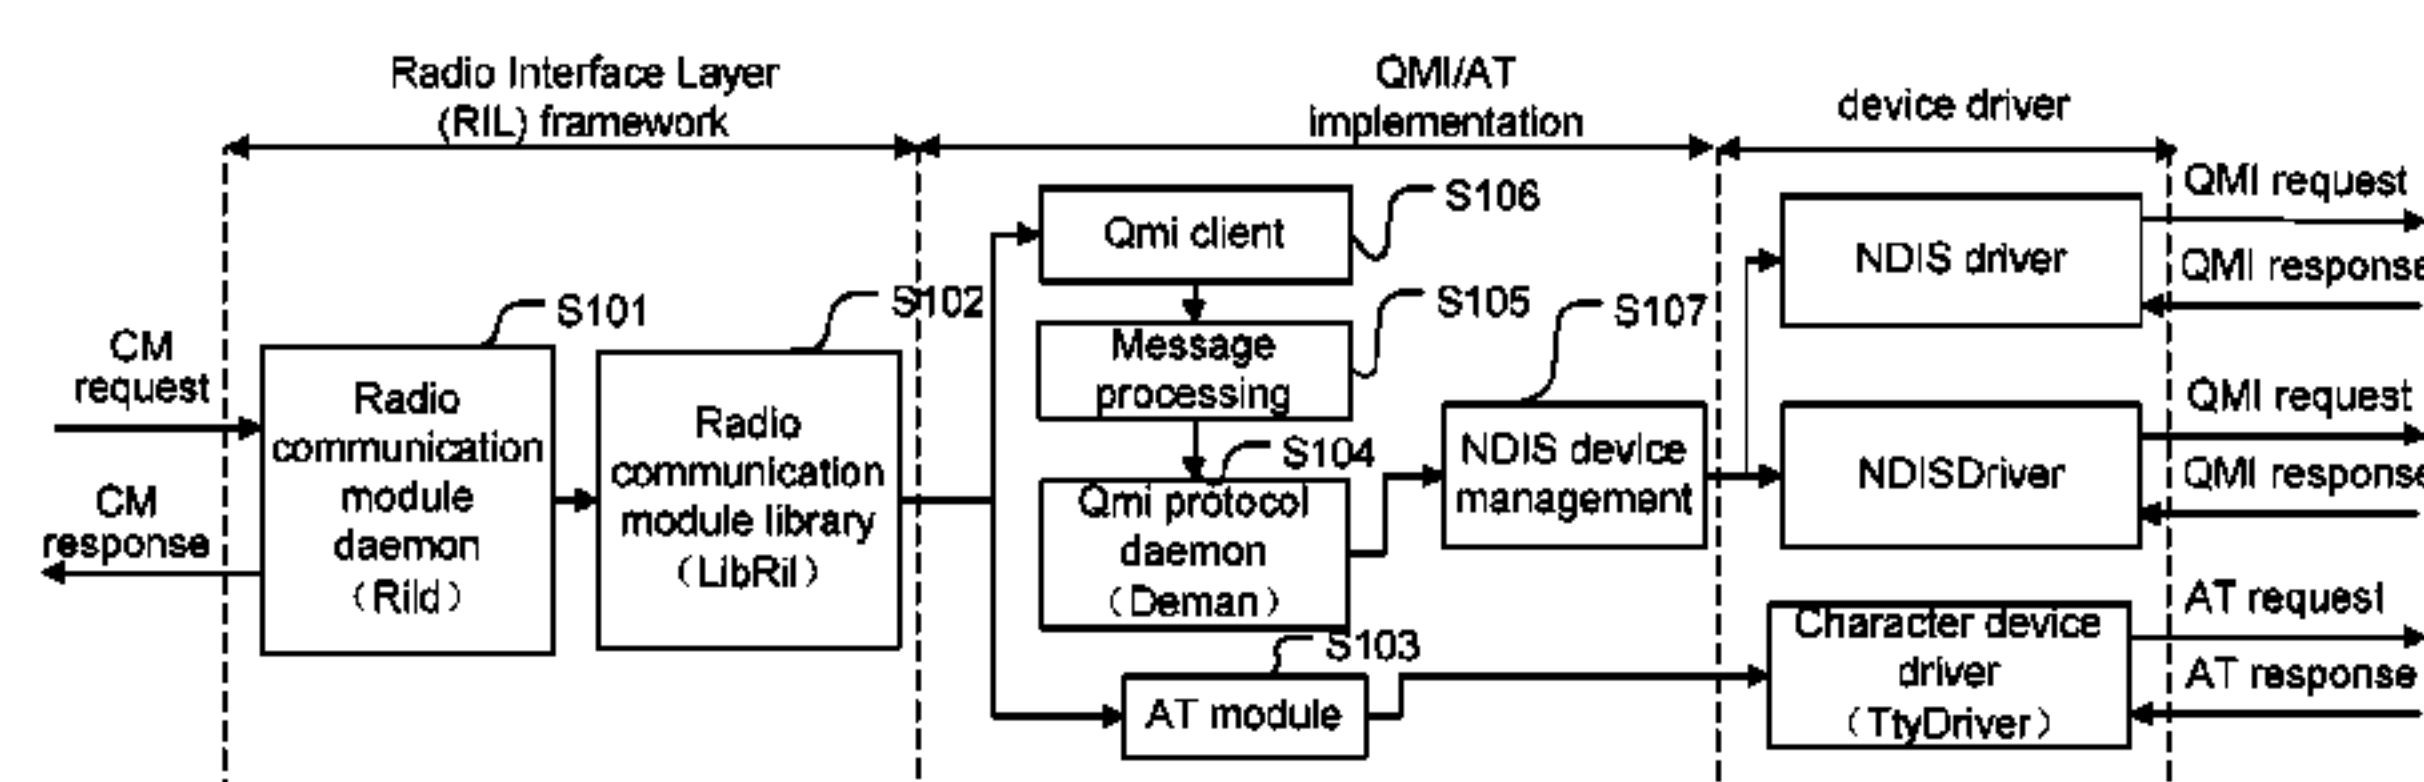 Radio Interface Layer
(RIL) framework
QMI/AT
implementation
device driver
CM
request
CM
response
S101
Radio
communication
module
daemon
（Rild）
S102
Radio
communication
module library
（LibRil）
S106
Qmi client
S105
Message
processing
S104
Qmi protocol
daemon
（Deman）
S103
AT module
S107
NDIS device
management
NDIS driver
QMI request
QMI response
NDISDriver
QMI request
QMI response
Character device
driver
（TtyDriver）
AT request
AT response